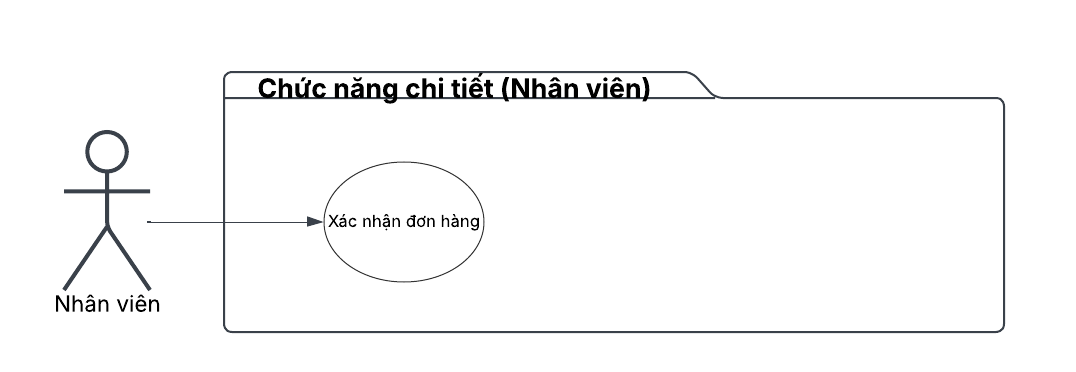 Chức năng chi tiết (Nhân viên)
Xác nhận đơn hàng
Nhân viên